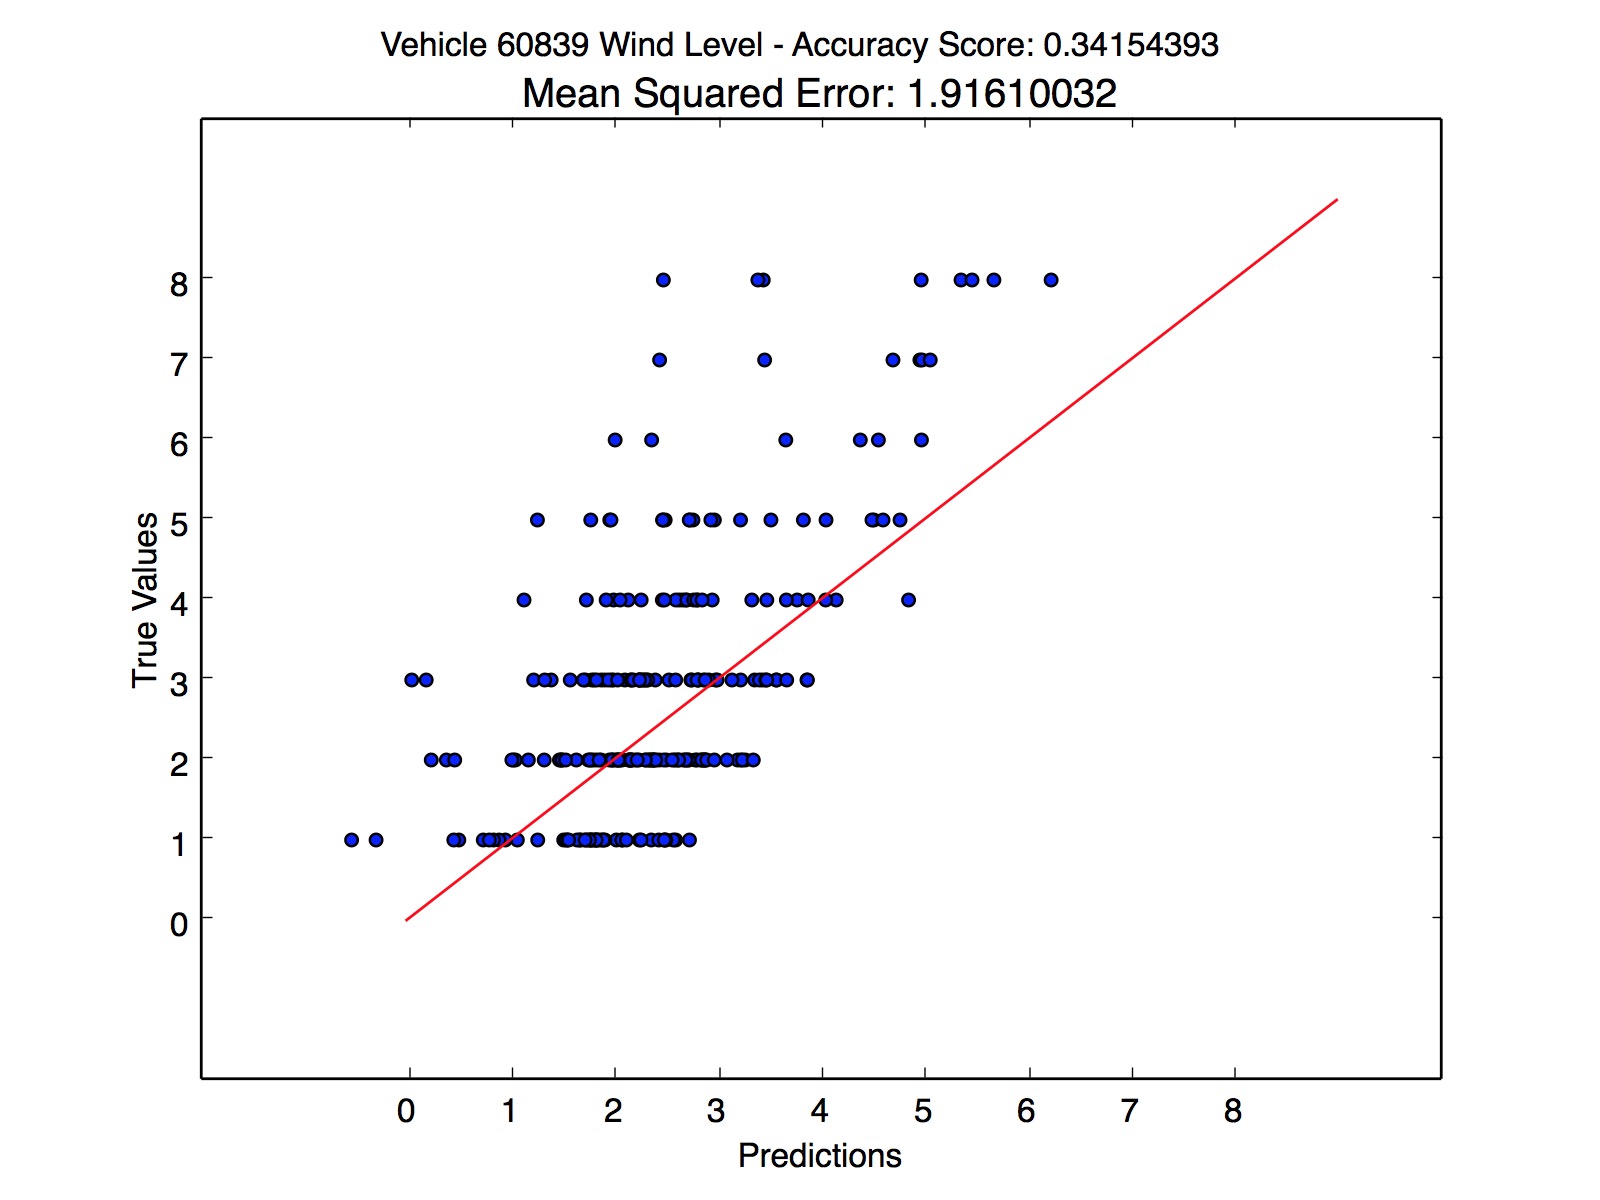 Vehicle 60839 Wind Level - Accuracy Score: 0.34154393
Mean Squared Error: 1.91610032
8
7
6
5
4
3
2
1
0
True Values
0 1 2 3 4 5 6 7 8
Predictions